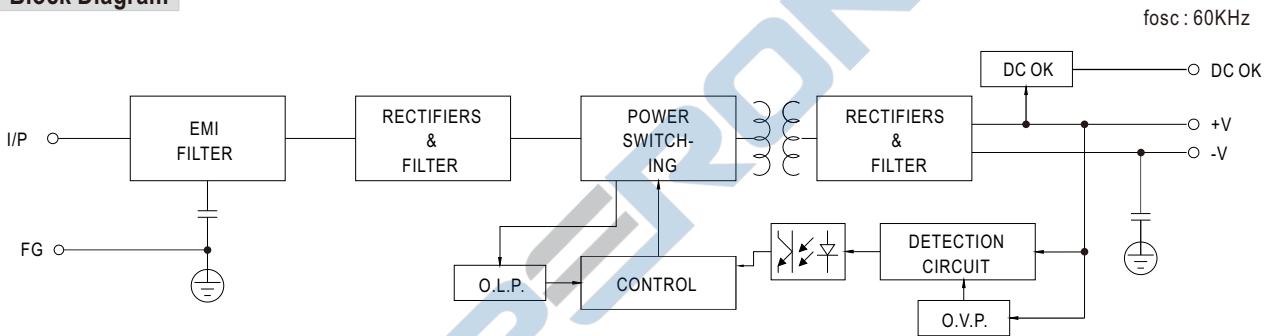 Block Diagram
fosc : 60KHz
DC OK
DC OK
I/P
EMI
FILTER
RECTIFIERS
&
FILTER
POWER
SWITCH-
ING
RECTIFIERS
&
FILTER
+V
-V
FG
O.L.P.
CONTROL
DETECTION
CIRCUIT
O.V.P.